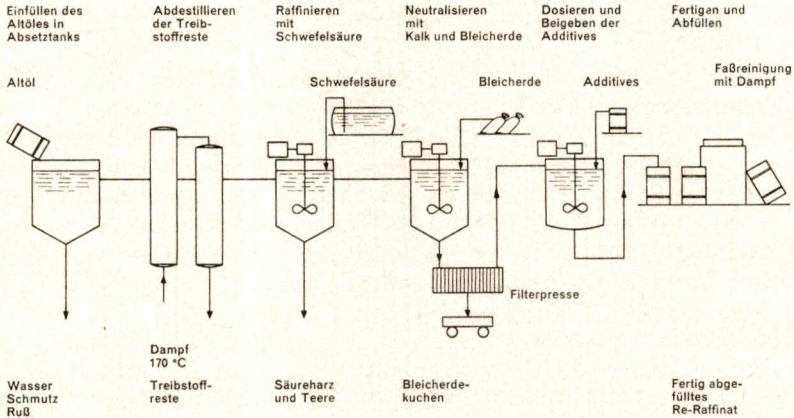 Einfüllen des
Altöles in
Absetztanks
Abdestillieren
der Treib-
stoffreste
Raffinieren
mit
Schwefelsäure
Neutralisieren
mit
Kalk und Bleicherde
Dosieren und
Beigeben der
Additives
Fertigen und
Abfüllen
Altöl
Schwefelsäure
Bleicherde
Additives
Faßreinigung
mit Dampf
Filterpresse
Dampf
170 °C
Wasser
Schmutz
Ruß
Treibstoff-
reste
Säureharz
und Teere
Bleicherde-
kuchen
Fertig abge-
fülltes
Re-Raffinat